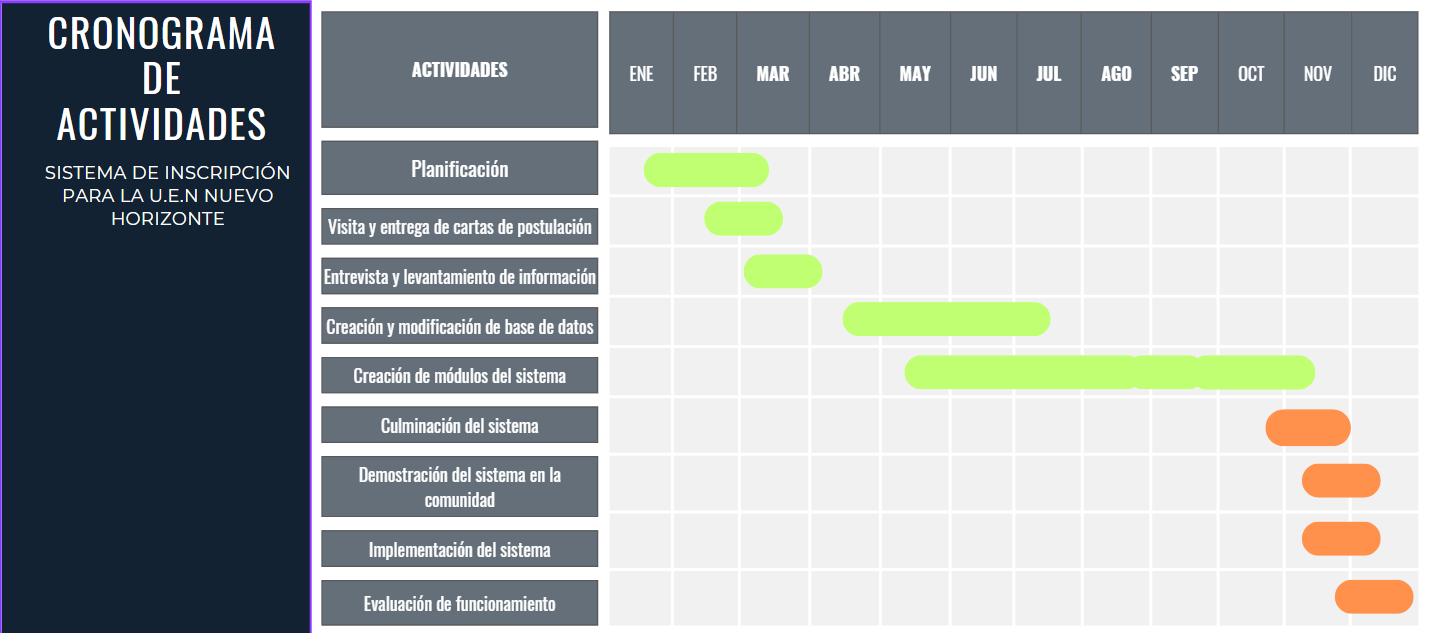 CRONOGRAMA
DE
ACTIVIDADES
SISTEMA DE INSCRIPCIÓN
PARA LA U.E.N NUEVO
HORIZONTE
ACTIVIDADES
ENE FEB MAR ABR MAY JUN JUL AGO SEP OCT NOV DIC
Planificación
Visita y entrega de cartas de postulación
Entrevista y levantamiento de información
Creación y modificación de base de datos
Creación de módulos del sistema
Culminación del sistema
Demostración del sistema en la
comunidad
Implementación del sistema
Evaluación de funcionamiento